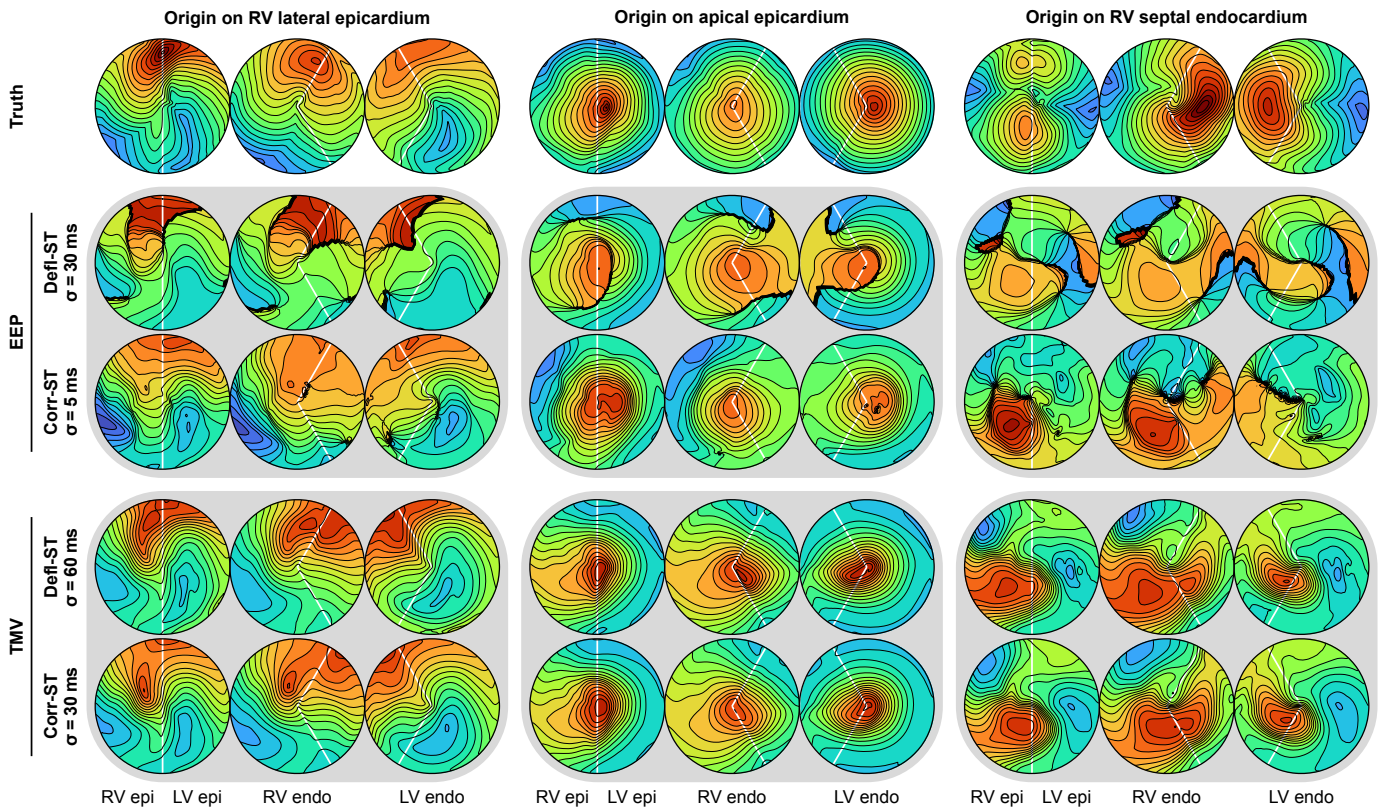 Origin on RV lateral epicardium
Origin on apical epicardium
Origin on RV septal endocardium
Truth
EEP
Defl-ST
σ = 30 ms
Corr-ST
σ = 5 ms
TMV
Defl-ST
σ = 60 ms
Corr-ST
σ = 30 ms
RV epi LV epi RV endo LV endo
RV epi LV epi RV endo LV endo
RV epi LV epi RV endo LV endo